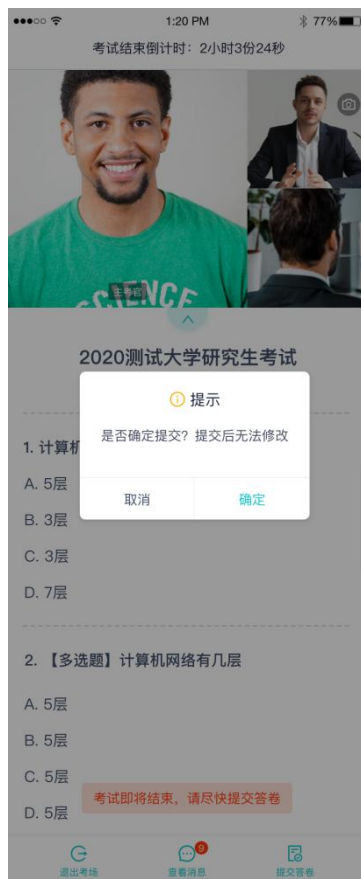 1:20 PM
77%
考试结束倒计时：2小时3份24秒
SCIENCE
主考官
2020测试大学研究生考试
提示
是否确定提交？提交后无法修改
取消
确定
1. 计算机
A. 5层
B. 3层
C. 3层
D. 7层
2. 【多选题】计算机网络有几层
A. 5层
B. 5层
C. 5层
考试即将结束，请尽快提交答卷
D. 5层
9
退出考场
查看消息
提交答卷